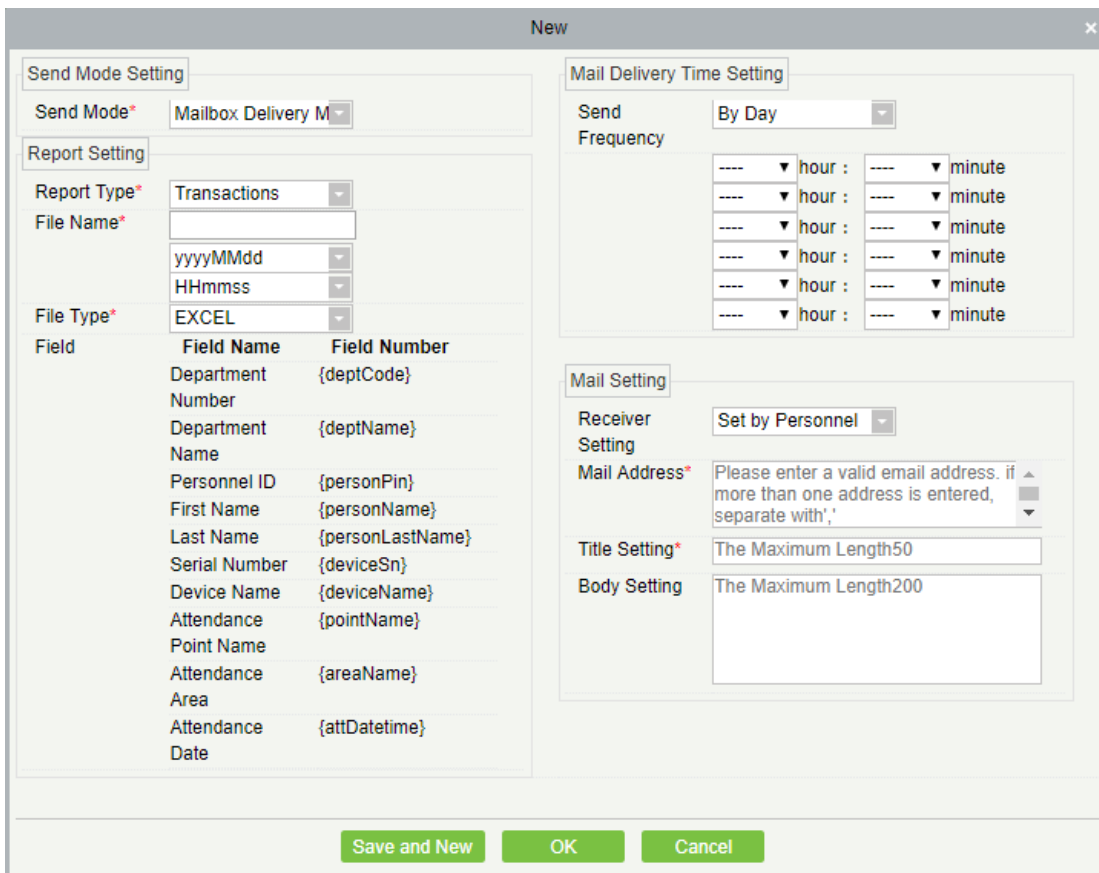 New
×
Send Mode Setting
Send Mode* Mailbox Delivery M
Report Setting
Report Type* Transactions
File Name*
yyyyMMdd
HHmmss
File Type* EXCEL
Field Field Name Field Number
Department {deptCode}
Number
Department {deptName}
Name
Personnel ID {personPin}
First Name {personName}
Last Name {personLastName}
Serial Number {deviceSn}
Device Name {deviceName}
Attendance {pointName}
Point Name
Attendance {areaName}
Area
Attendance {attDatetime}
Date
Mail Delivery Time Setting
Send By Day
Frequency
---- hour : ---- minute
---- hour : ---- minute
---- hour : ---- minute
---- hour : ---- minute
---- hour : ---- minute
---- hour : ---- minute
Mail Setting
Receiver Set by Personnel
Setting
Mail Address* Please enter a valid email address. if
more than one address is entered,
separate with','
Title Setting* The Maximum Length50
Body Setting The Maximum Length200
Save and New OK Cancel